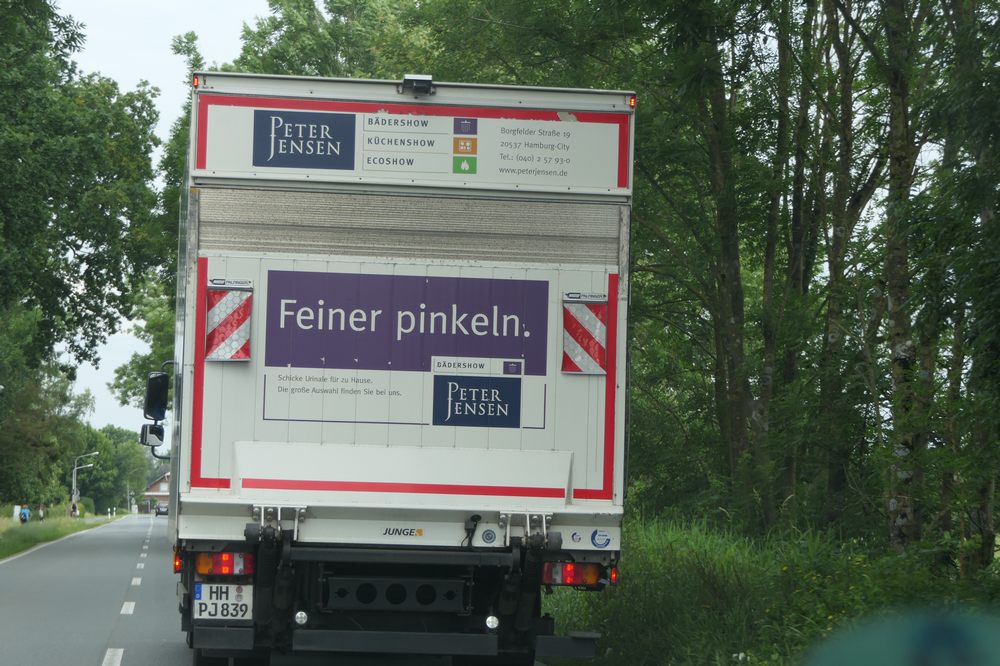 PETER
JENSEN
BÄDERSHOW
KÜCHENSHOW
ECOSHOW
Borgfelder Straße 19
20537 Hamburg-City
Tel.: (040) 2 57 93-0
www.peterjensen.de
Feiner pinkeln.
Schicke Urinale für zu Hause.
Die große Auswahl finden Sie bei uns.
BÄDERSHOW
PETER
JENSEN
JUNGE
HH
PJ 839